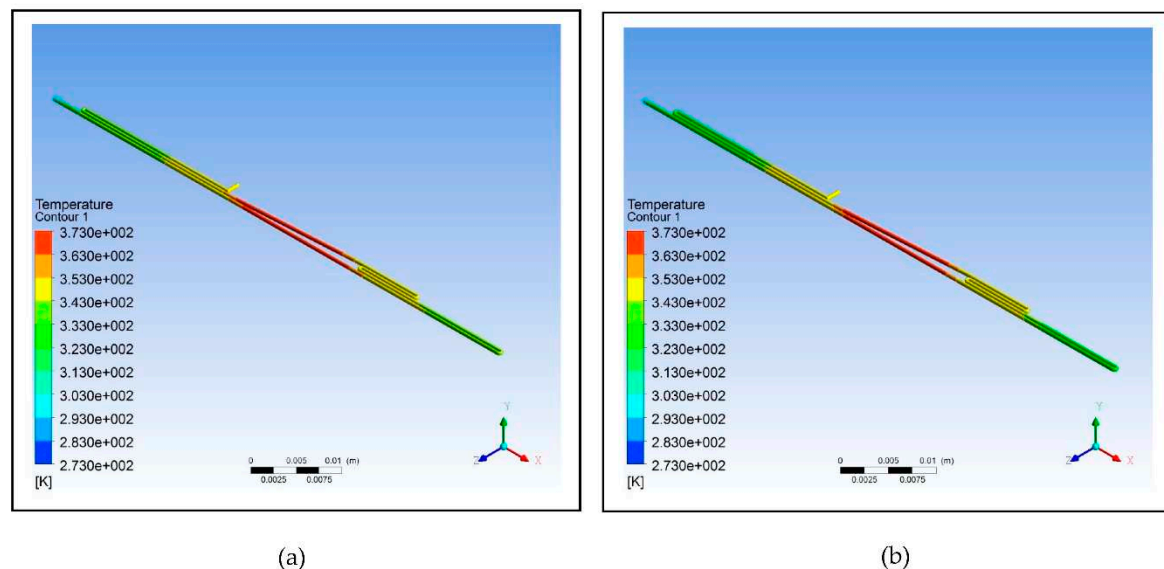 Temperature
Contour 1
3.730e+002
3.630e+002
3.530e+002
3.430e+002
3.330e+002
3.230e+002
3.130e+002
3.030e+002
2.930e+002
2.830e+002
2.730e+002
[K]
0 0.005 0.01 (m)
0.0025 0.0075
Y
Z X
(a)
Temperature
Contour 1
3.730e+002
3.630e+002
3.530e+002
3.430e+002
3.330e+002
3.230e+002
3.130e+002
3.030e+002
2.930e+002
2.830e+002
2.730e+002
[K]
0 0.005 0.01 (m)
0.0025 0.0075
Y
Z X
(b)